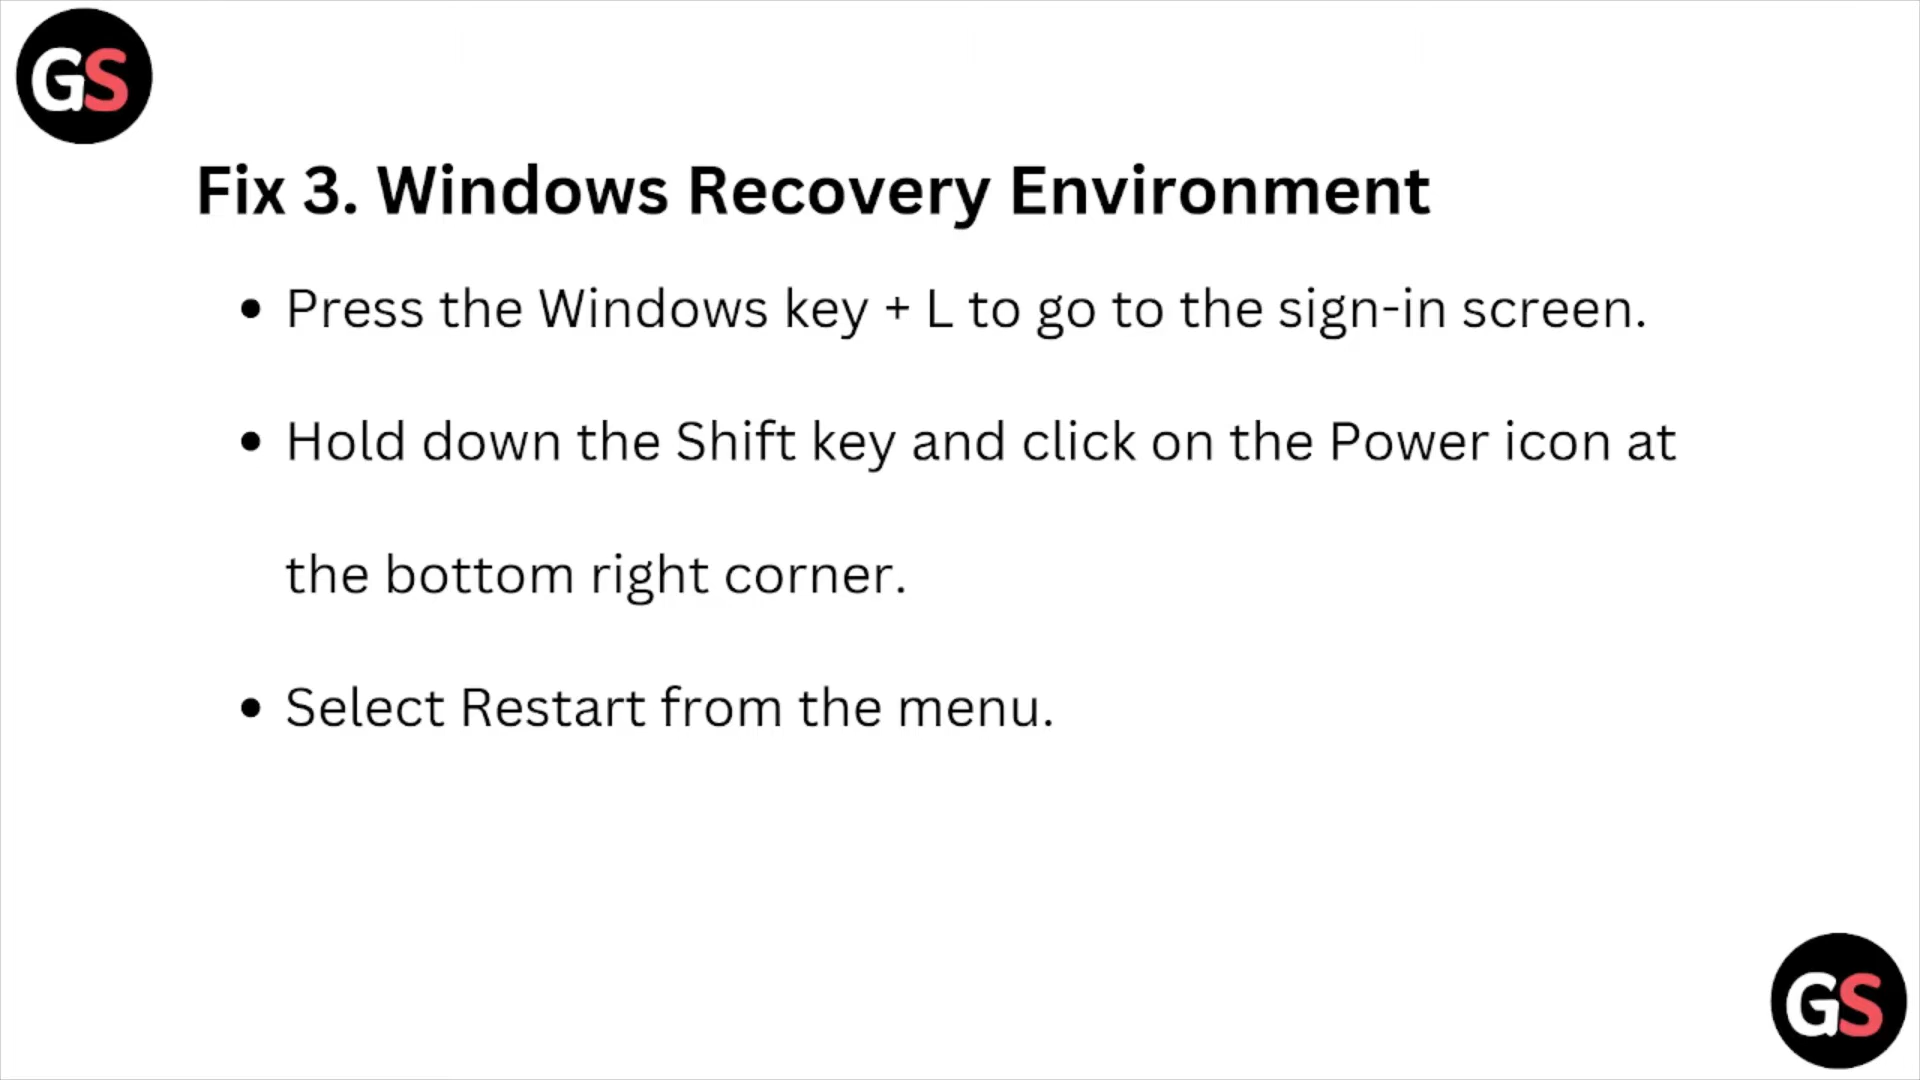 GS
Fix 3. Windows Recovery Environment
• Press the Windows key + L to go to the sign-in screen.
• Hold down the Shift key and click on the Power icon at
the bottom right corner.
• Select Restart from the menu.
GS